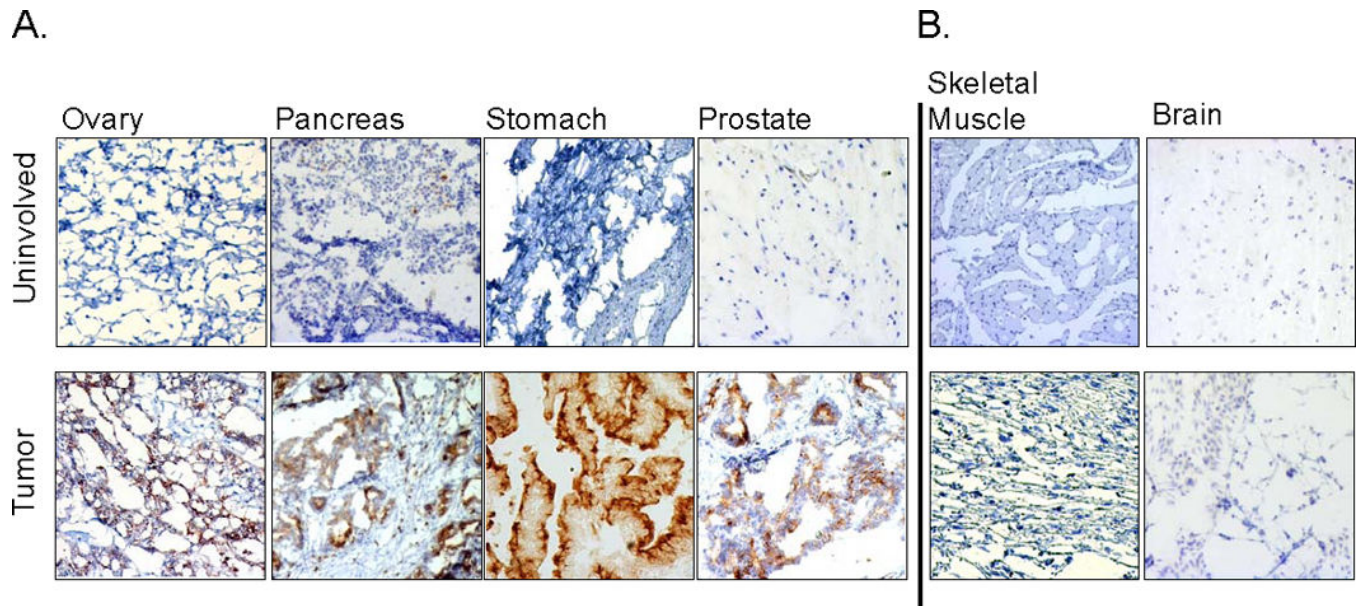 A.
B.
Ovary
Pancreas
Stomach
Prostate
Skeletal
Muscle
Brain
Uninvolved
Tumor